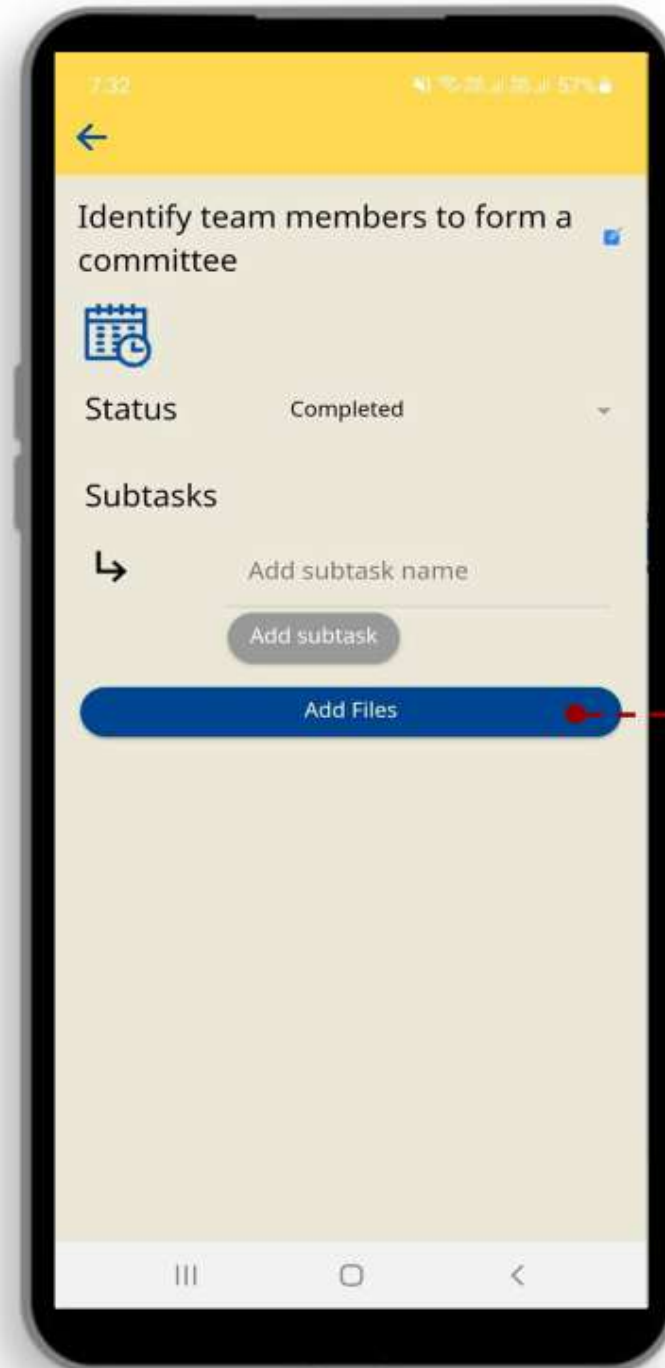 7:32
57%
Identify team members to form a
committee
Status Completed
Subtasks
Add subtask name
Add subtask
Add Files